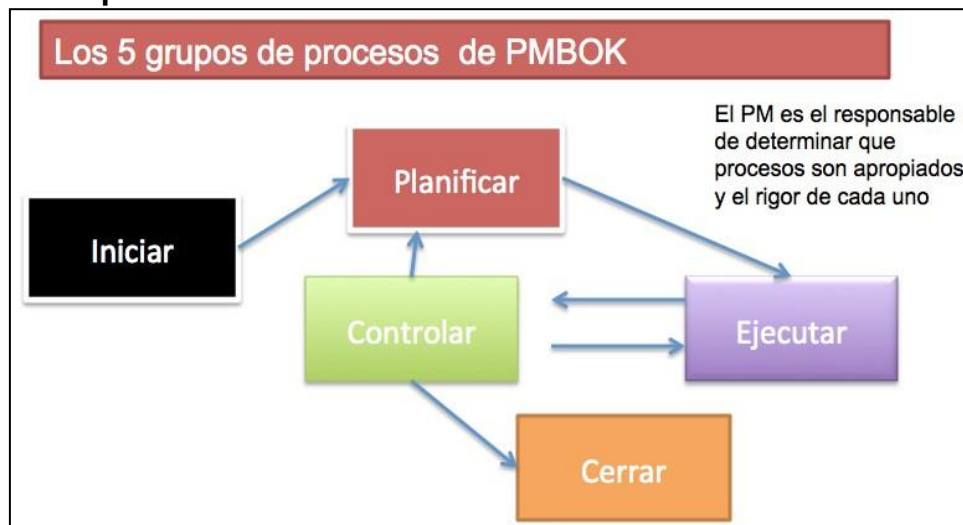 Los 5 grupos de procesos de PMBOK
El PM es el responsable
de determinar que
procesos son apropiados
y el rigor de cada uno
Planificar
Iniciar
Controlar
Ejecutar
Cerrar